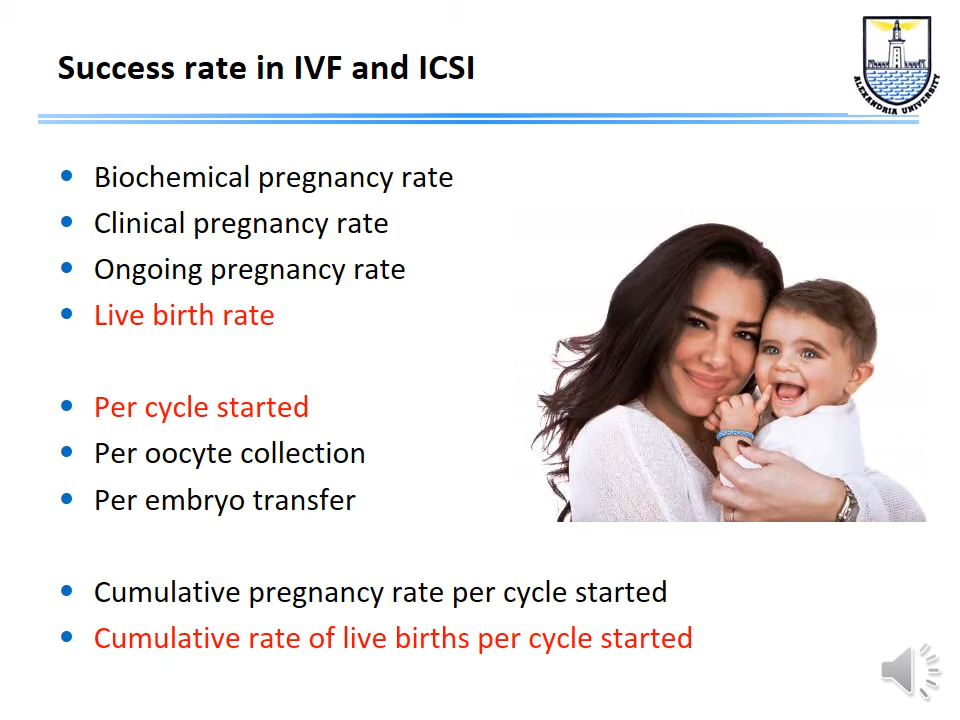 Success rate in IVF and ICSI
ALEXANDRIA UNIVERSITY
• Biochemical pregnancy rate
• Clinical pregnancy rate
• Ongoing pregnancy rate
• Live birth rate
• Per cycle started
• Per oocyte collection
• Per embryo transfer
• Cumulative pregnancy rate per cycle started
• Cumulative rate of live births per cycle started